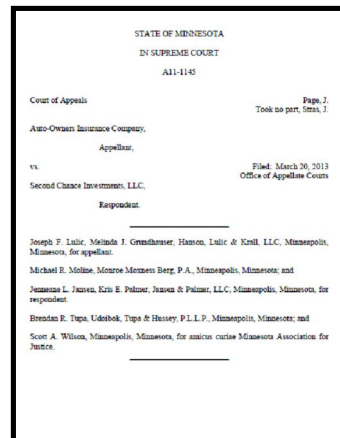 STATE OF MINNESOTA
IN SUPREME COURT
A11-1145
Court of Appeals Page, J.
Took no part, Stras, J.
Auto-Owners Insurance Company,
Appellant,
vs. Filed: March 20, 2013
Office of Appellate Courts
Second Chance Investments, LLC,
Respondent.
Joseph F. Lulic, Melinda J. Grundhauser, Hanson, Lulic & Krall, LLC, Minneapolis,
Minnesota, for appellant.
Michael R. Moline, Monroe Moxness Berg, P.A., Minneapolis, Minnesota; and
Jenneane L. Jansen, Kris E. Palmer, Jansen & Palmer, LLC, Minneapolis, Minnesota, for
respondent.
Brendan R. Tupa, Udoibok, Tupa & Hussey, P.L.L.P., Minneapolis, Minnesota; and
Scott A. Wilson, Minneapolis, Minnesota, for amicus curiae Minnesota Association for
Justice.